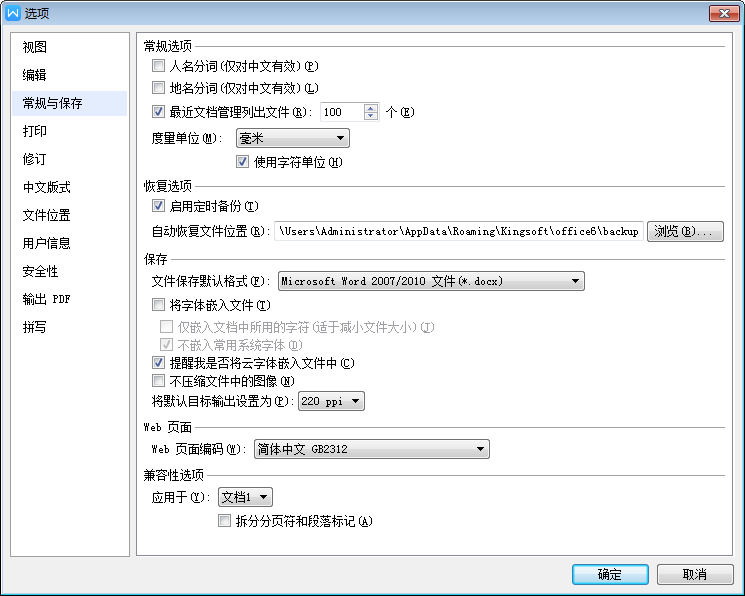 选项
视图
编辑
常规与保存
打印
修订
中文版式
文件位置
用户信息
安全性
输出 PDF
拼写
常规选项
人名分词(仅对中文有效)(P)
地名分词(仅对中文有效)(L)
最近文档管理列出文件(R): 100 个(E)
度量单位(M): 毫米
使用字符单位(H)
恢复选项
启用定时备份(T)
自动恢复文件位置(R): \Users\Administrator\AppData\Roaming\Kingsoft\office6\backup 浏览(B)...
保存
文件保存默认格式(F): Microsoft Word 2007/2010 文件(*.docx)
将字体嵌入文件(T)
仅嵌入文档中所用的字符(适于减小文件大小)(I)
不嵌入常用系统字体(D)
提醒我是否将云字体嵌入文件中(C)
不压缩文件中的图像(N)
将默认目标输出设置为(P): 220 ppi
Web 页面
Web 页面编码(W): 简体中文 GB2312
兼容性选项
应用于(Y): 文档1
拆分分页符和段落标记(A)
确定 取消